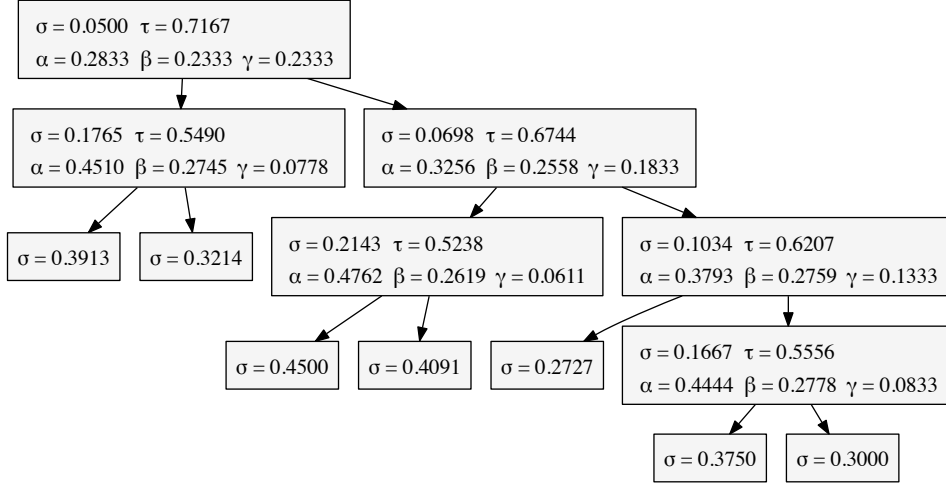 σ = 0.0500 τ = 0.7167
α = 0.2833 β = 0.2333 γ = 0.2333
σ = 0.1765 τ = 0.5490
α = 0.4510 β = 0.2745 γ = 0.0778
σ = 0.0698 τ = 0.6744
α = 0.3256 β = 0.2558 γ = 0.1833
σ = 0.3913
σ = 0.3214
σ = 0.2143 τ = 0.5238
α = 0.4762 β = 0.2619 γ = 0.0611
σ = 0.1034 τ = 0.6207
α = 0.3793 β = 0.2759 γ = 0.1333
σ = 0.4500
σ = 0.4091
σ = 0.2727
σ = 0.1667 τ = 0.5556
α = 0.4444 β = 0.2778 γ = 0.0833
σ = 0.3750
σ = 0.3000